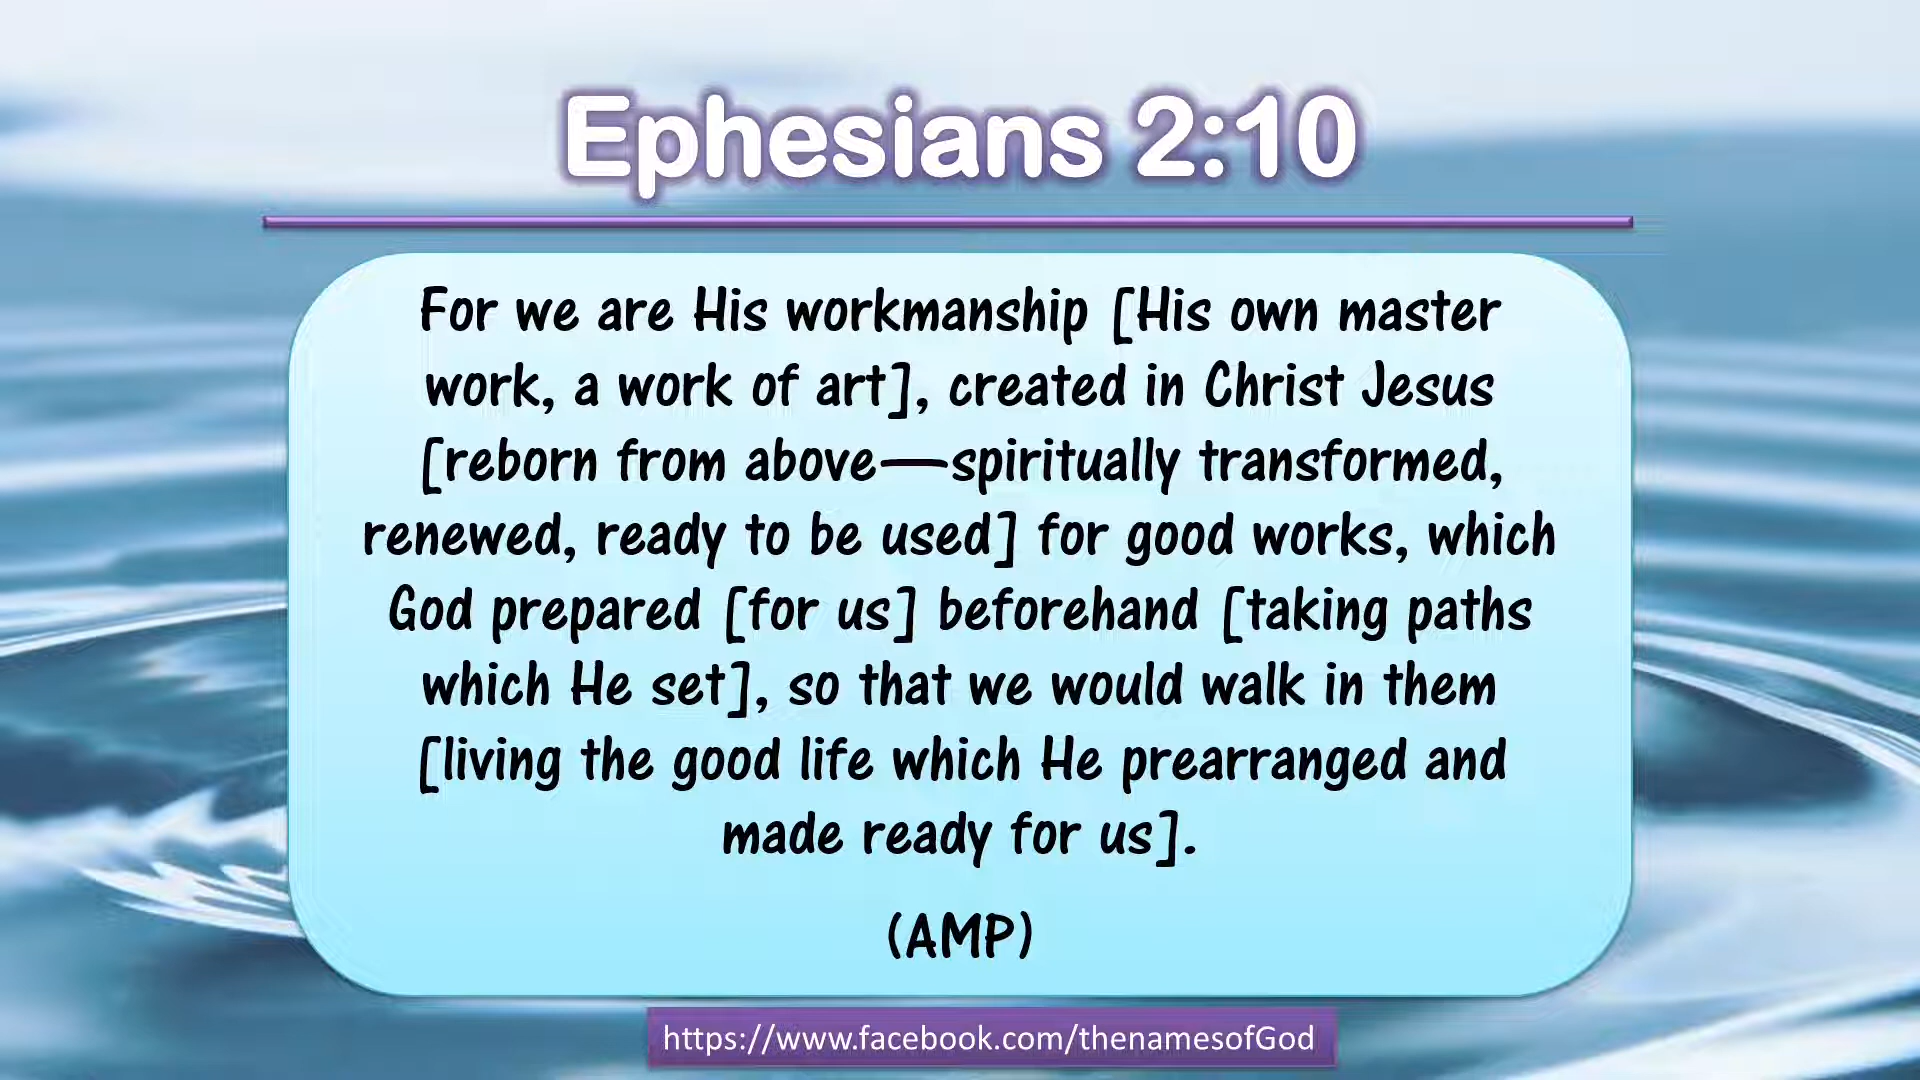 Ephesians 2:10
For we are His workmanship [His own master
work, a work of art], created in Christ Jesus
[reborn from above—spiritually transformed,
renewed, ready to be used] for good works, which
God prepared [for us] beforehand [taking paths
which He set], so that we would walk in them
[living the good life which He prearranged and
made ready for us].
(AMP)
https://www.facebook.com/thenamesofGod